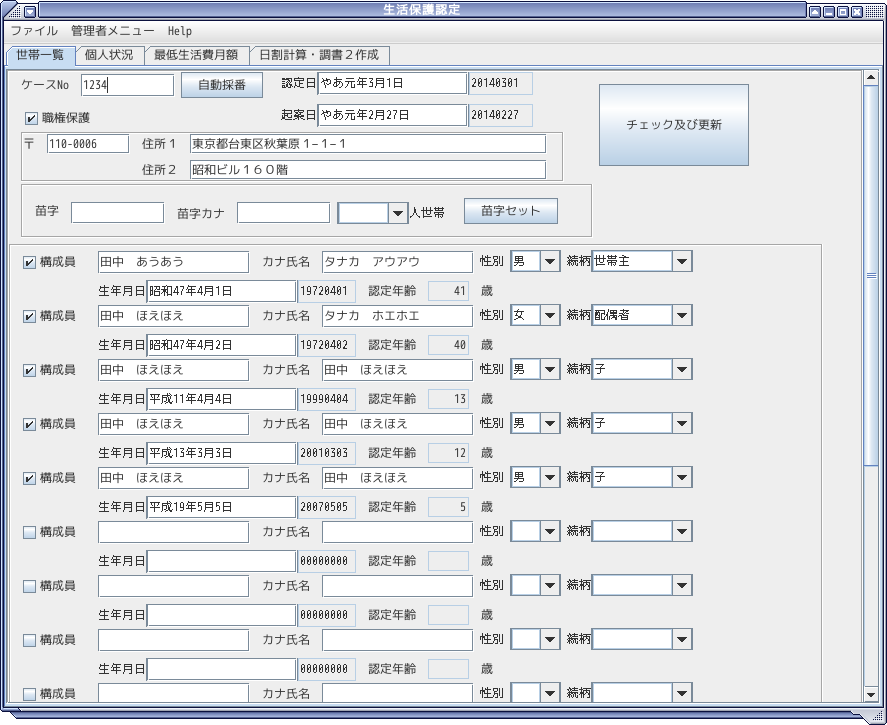 生活保護認定
ファイル 管理者メニュー Help
世帯一覧 個人状況 最低生活費月額 日割計算・調書２作成
ケースNo 1234 自動採番 認定日 やあ元年3月1日 20140301
職権保護 起案日 やあ元年2月27日 20140227
チェック及び更新
〒 110-0006 住所１ 東京都台東区秋葉原１−１−１
住所２ 昭和ビル１６０階
苗字 苗字カナ 人世帯 苗字セット
構成員 田中　あうあう カナ氏名 タナカ　アウアウ 性別 男 続柄 世帯主
生年月日 昭和47年4月1日 19720401 認定年齢 41 歳
構成員 田中　ほえほえ カナ氏名 タナカ　ホエホエ 性別 女 続柄 配偶者
生年月日 昭和47年4月2日 19720402 認定年齢 40 歳
構成員 田中　ほえほえ カナ氏名 田中　ほえほえ 性別 男 続柄 子
生年月日 平成11年4月4日 19990404 認定年齢 13 歳
構成員 田中　ほえほえ カナ氏名 田中　ほえほえ 性別 男 続柄 子
生年月日 平成13年3月3日 20010303 認定年齢 12 歳
構成員 田中　ほえほえ カナ氏名 田中　ほえほえ 性別 男 続柄 子
生年月日 平成19年5月5日 20070505 認定年齢 5 歳
構成員 カナ氏名 性別 続柄
生年月日 00000000 認定年齢 歳
構成員 カナ氏名 性別 続柄
生年月日 00000000 認定年齢 歳
構成員 カナ氏名 性別 続柄
生年月日 00000000 認定年齢 歳
構成員 カナ氏名 性別 続柄